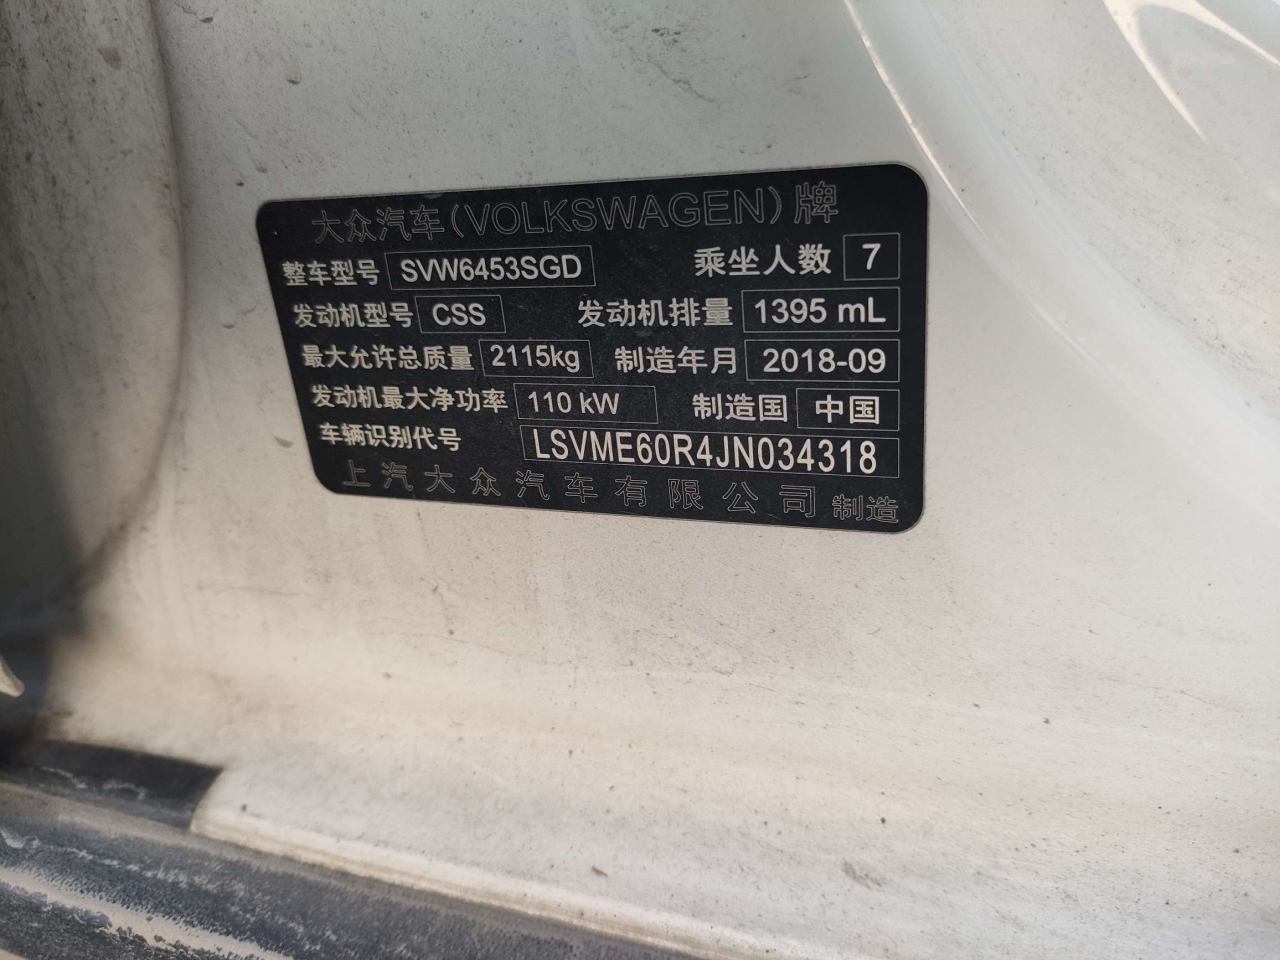 大众汽车(VOLKSWAGEN)牌
整车型号 SVW6453SGD 乘坐人数 7
发动机型号 CSS 发动机排量 1395 mL
最大允许总质量 2115kg 制造年月 2018-09
发动机最大净功率 110 kW 制造国 中国
车辆识别代号 LSVME60R4JN034318
上汽大众汽车有限公司 制造